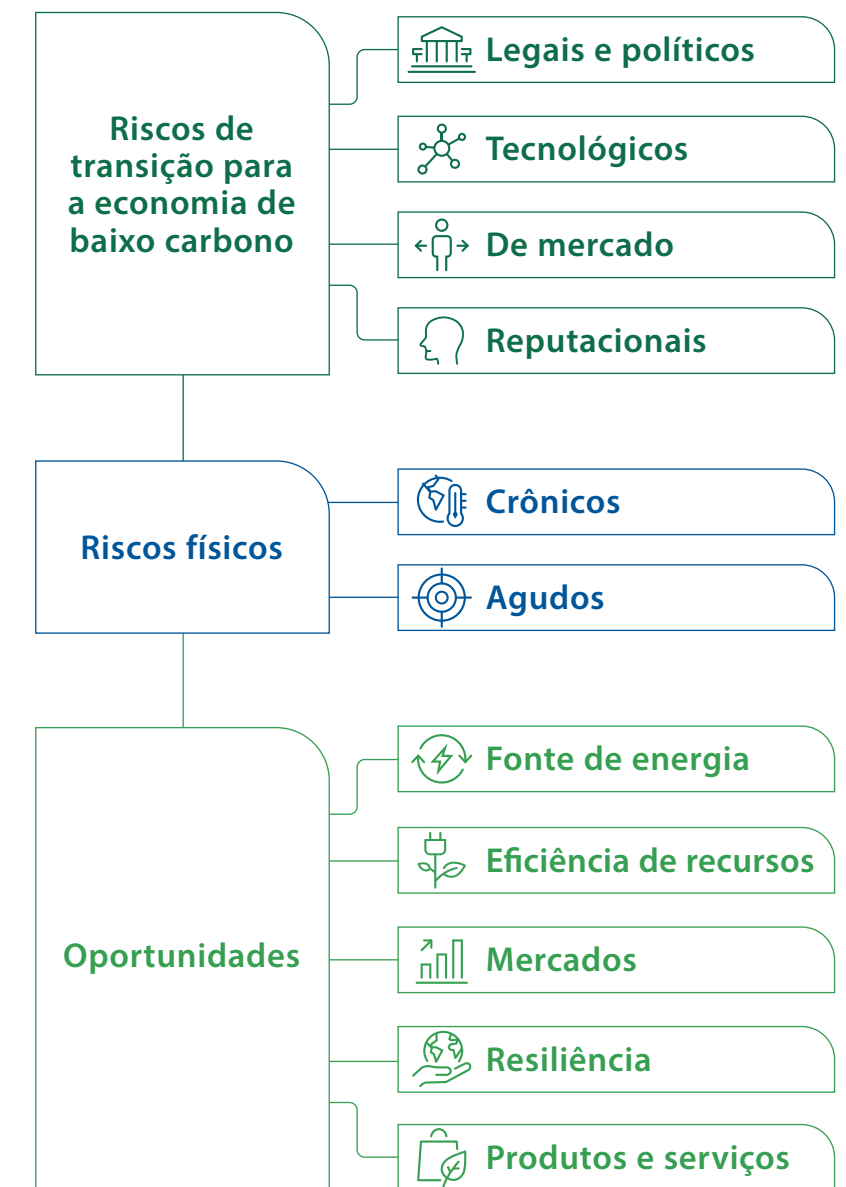 Riscos de
transição para
a economia de
baixo carbono
Legais e políticos
Tecnológicos
De mercado
Reputacionais
Riscos físicos
Crônicos
Agudos
Oportunidades
Fonte de energia
Eficiência de recursos
Mercados
Resiliência
Produtos e serviços